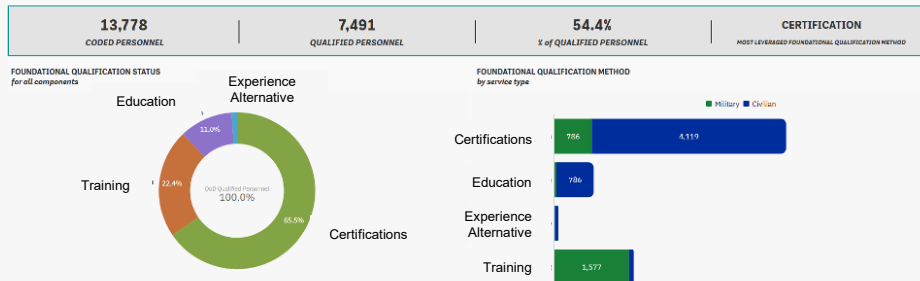 13,778
CODED PERSONNEL
7,491
QUALIFIED PERSONNEL
54.4%
% of QUALIFIED PERSONNEL
CERTIFICATION
MOST LEVERAGED FOUNDATIONAL QUALIFICATION METHOD
FOUNDATIONAL QUALIFICATION STATUS
for all components
Experience
Alternative
Education
11.0%
Training
22.4%
DoD Qualified Personnel
100.0%
65.5%
Certifications
FOUNDATIONAL QUALIFICATION METHOD
by service type
Military
Civilian
Certifications
786
4,119
Education
786
Experience
Alternative
Training
1,577